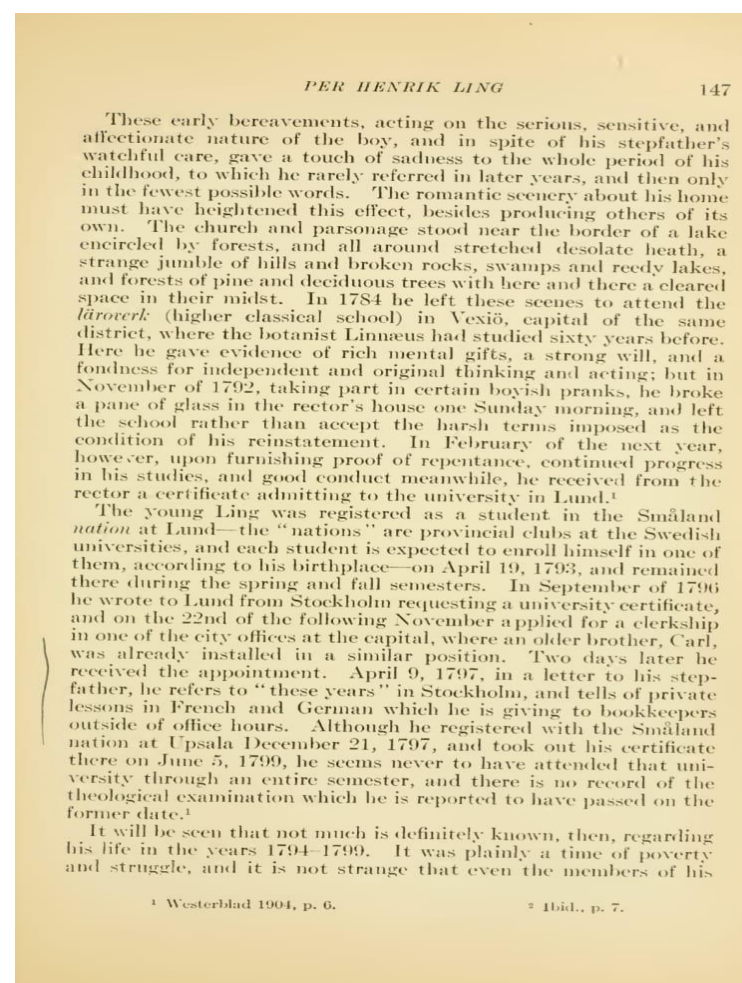 PER HENRIK LING 147
These early bereavements, acting on the serious, sensitive, and
affectionate nature of the boy, and in spite of his stepfather's
watchful care, gave a touch of sadness to the whole period of his
childhood, to which he rarely referred in later years, and then only
in the fewest possible words. The romantic scenery about his home
must have heightened this effect, besides producing others of its
own. The church and parsonage stood near the border of a lake
encircled by forests, and all around stretched desolate heath, a
strange jumble of hills and broken rocks, swamps and reedy lakes,
and forests of pine and deciduous trees with here and there a cleared
space in their midst. In 1784 he left these scenes to attend the
läroverk (higher classical school) in Vexiö, capital of the same
district, where the botanist Linnæus had studied sixty years before.
Here he gave evidence of rich mental gifts, a strong will, and a
fondness for independent and original thinking and acting; but in
November of 1792, taking part in certain boyish pranks, he broke
a pane of glass in the rector's house one Sunday morning, and left
the school rather than accept the harsh terms imposed as the
condition of his reinstatement. In February of the next year,
however, upon furnishing proof of repentance, continued progress
in his studies, and good conduct meanwhile, he received from the
rector a certificate admitting to the university in Lund.¹
The young Ling was registered as a student in the Småland
nation at Lund—the "nations" are provincial clubs at the Swedish
universities, and each student is expected to enroll himself in one of
them, according to his birthplace—on April 19, 1793, and remained
there during the spring and fall semesters. In September of 1796
he wrote to Lund from Stockholm requesting a university certificate,
and on the 22nd of the following November applied for a clerkship
in one of the city offices at the capital, where an older brother, Carl,
was already installed in a similar position. Two days later he
received the appointment. April 9, 1797, in a letter to his step-
father, he refers to "these years" in Stockholm, and tells of private
lessons in French and German which he is giving to bookkeepers
outside of office hours. Although he registered with the Småland
nation at Upsala December 21, 1797, and took out his certificate
there on June 5, 1799, he seems never to have attended that uni-
versity through an entire semester, and there is no record of the
theological examination which he is reported to have passed on the
former date.¹
It will be seen that not much is definitely known, then, regarding
his life in the years 1794–1799. It was plainly a time of poverty
and struggle, and it is not strange that even the members of his
¹ Westerblad 1904, p. 6. ² Ibid., p. 7.